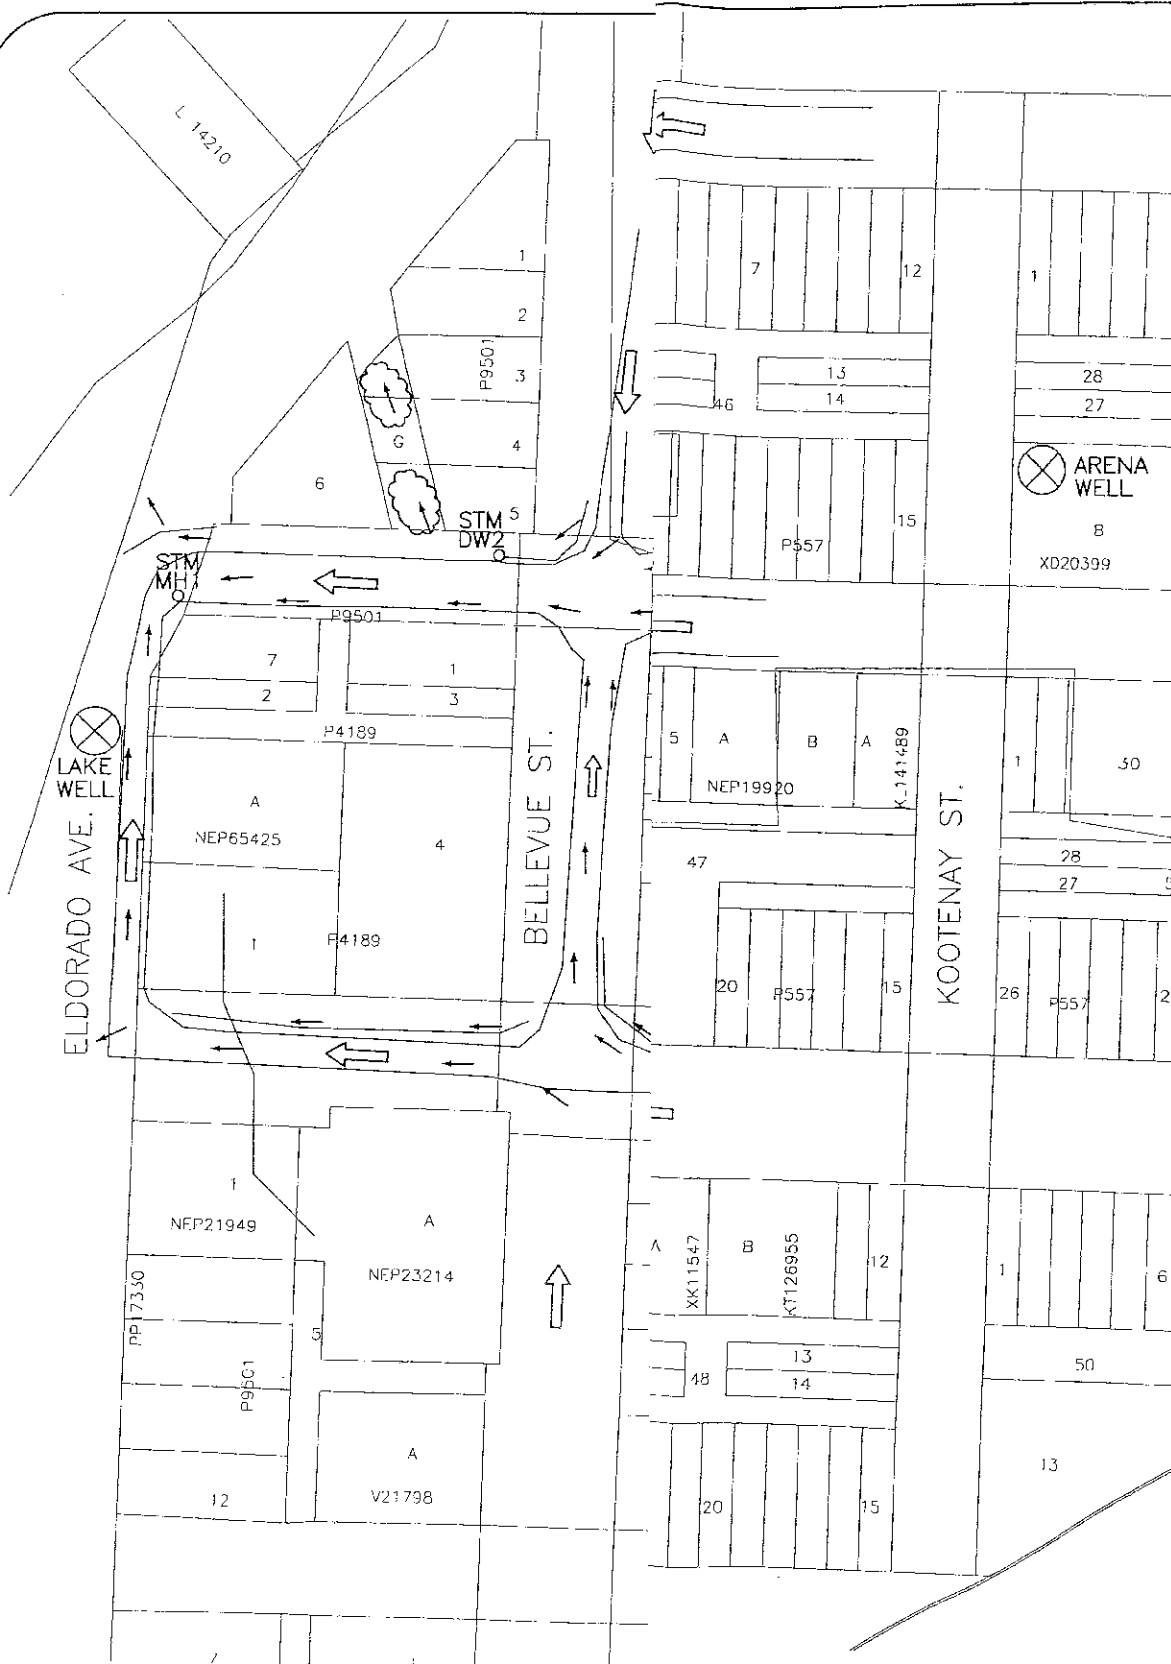 L 14210
1
7
12
1
2
P9501
3
13
28
14
27
46
G
4
ARENA
WELL
6
STM
DW2
5
15
P557
B
XD20399
STM
MH1
P9501
7
1
2
3
P4189
5
A
B
A
K_141489
1
30
LAKE
WELL
NEP19920
A
NEP65425
4
47
28
27
ELDORADO AVE.
BELLEVUE ST.
KOOTENAY ST.
1
P4189
20
P557
15
26
P557
2
1
NEP21949
A
NEP23214
A
XK11547
B
KT126955
12
1
6
PP17330
5
P9501
13
50
48
14
A
V21798
13
12
20
15